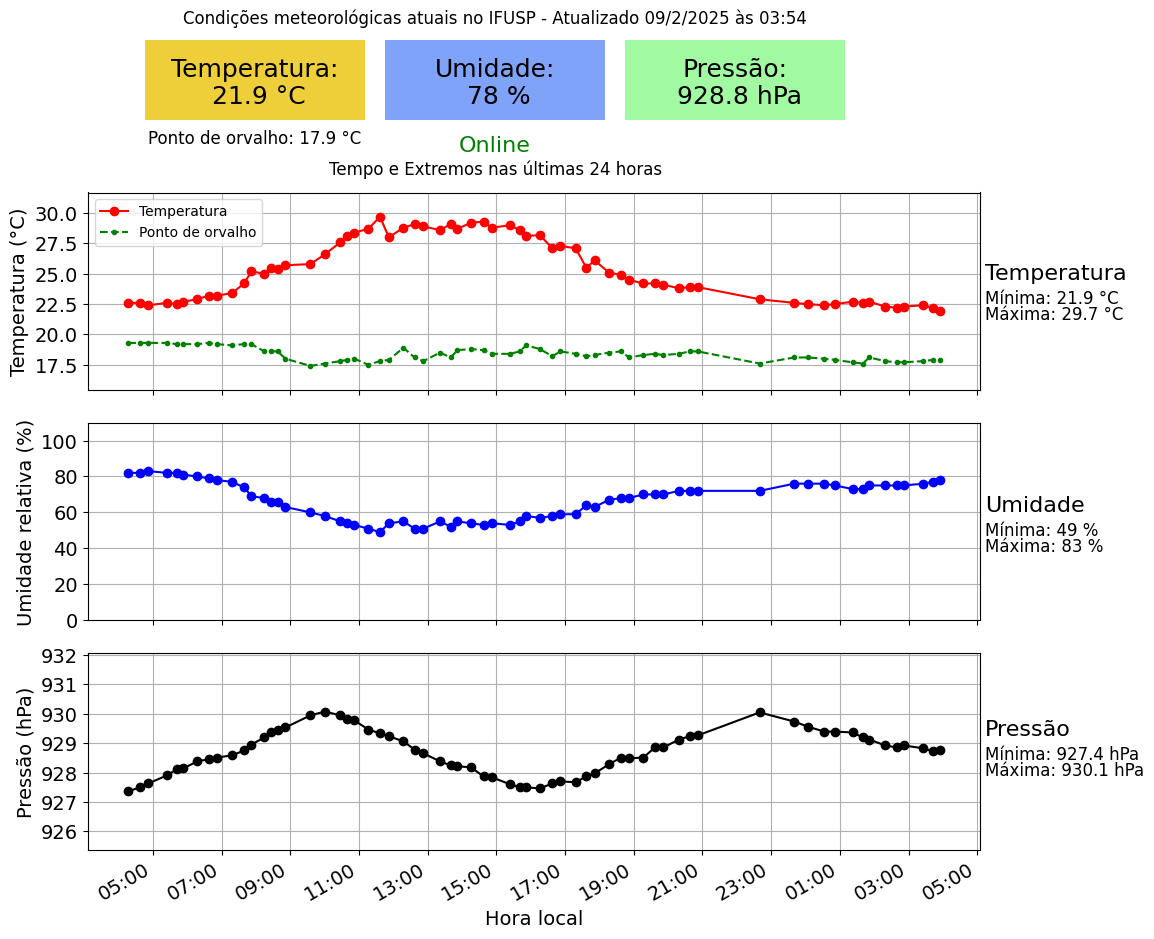 Condições meteorológicas atuais no IFUSP - Atualizado 09/2/2025 às 03:54
Temperatura:
21.9 °C
Umidade:
78 %
Pressão:
928.8 hPa
Ponto de orvalho: 17.9 °C
Online
Tempo e Extremos nas últimas 24 horas
Temperatura (°C)
30.0
27.5
25.0
22.5
20.0
17.5
Temperatura
Ponto de orvalho
Temperatura
Mínima: 21.9 °C
Máxima: 29.7 °C
Umidade relativa (%)
100
80
60
40
20
0
Umidade
Mínima: 49 %
Máxima: 83 %
Pressão (hPa)
932
931
930
929
928
927
926
Pressão
Mínima: 927.4 hPa
Máxima: 930.1 hPa
05:00 07:00 09:00 11:00 13:00 15:00 17:00 19:00 21:00 23:00 01:00 03:00 05:00
Hora local